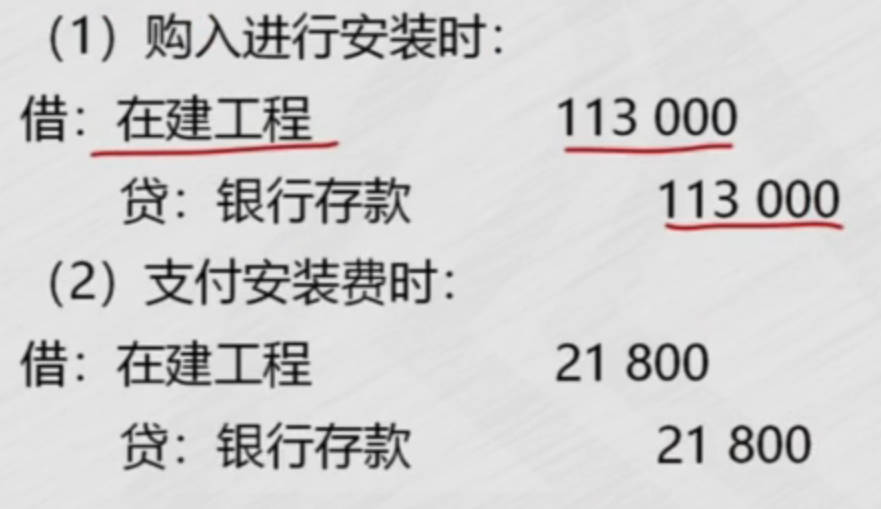 （1）购入进行安装时：
借：在建工程 113 000
贷：银行存款 113 000
（2）支付安装费时：
借：在建工程 21 800
贷：银行存款 21 800